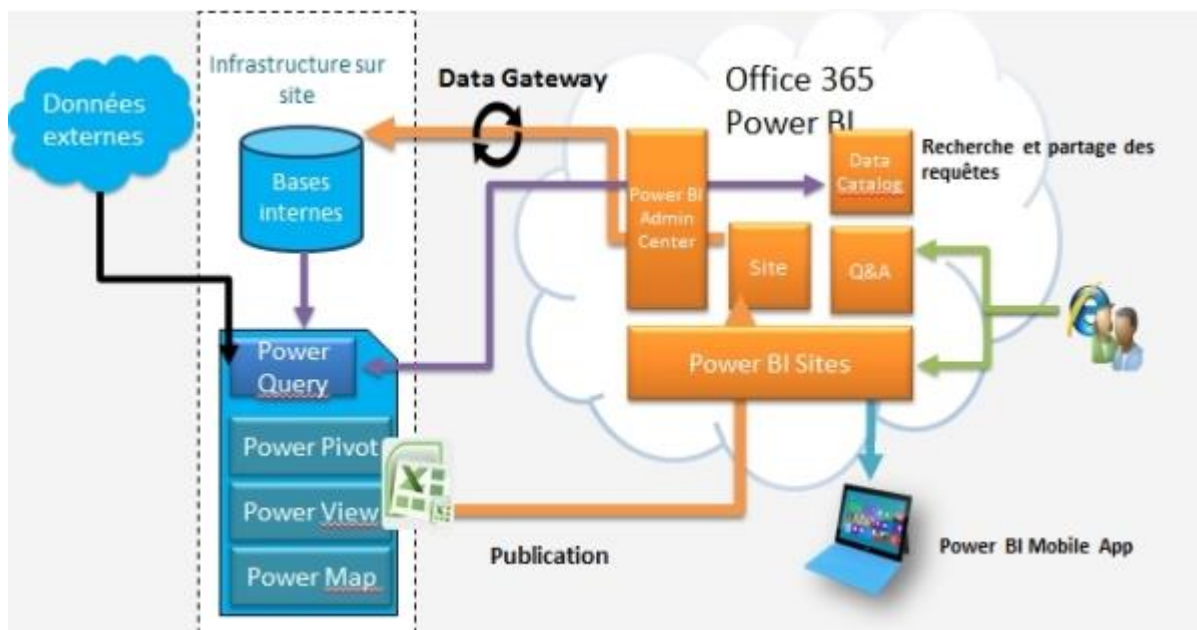 Données
externes
Infrastructure sur
site
Bases
internes
Data Gateway
Office 365
Power BI
Power BI
Admin
Center
Data
Catalog
Recherche et partage des
requêtes
Site
Q&A
Power BI Sites
Power
Query
Power Pivot
Power View
Power Map
Publication
Power BI Mobile App